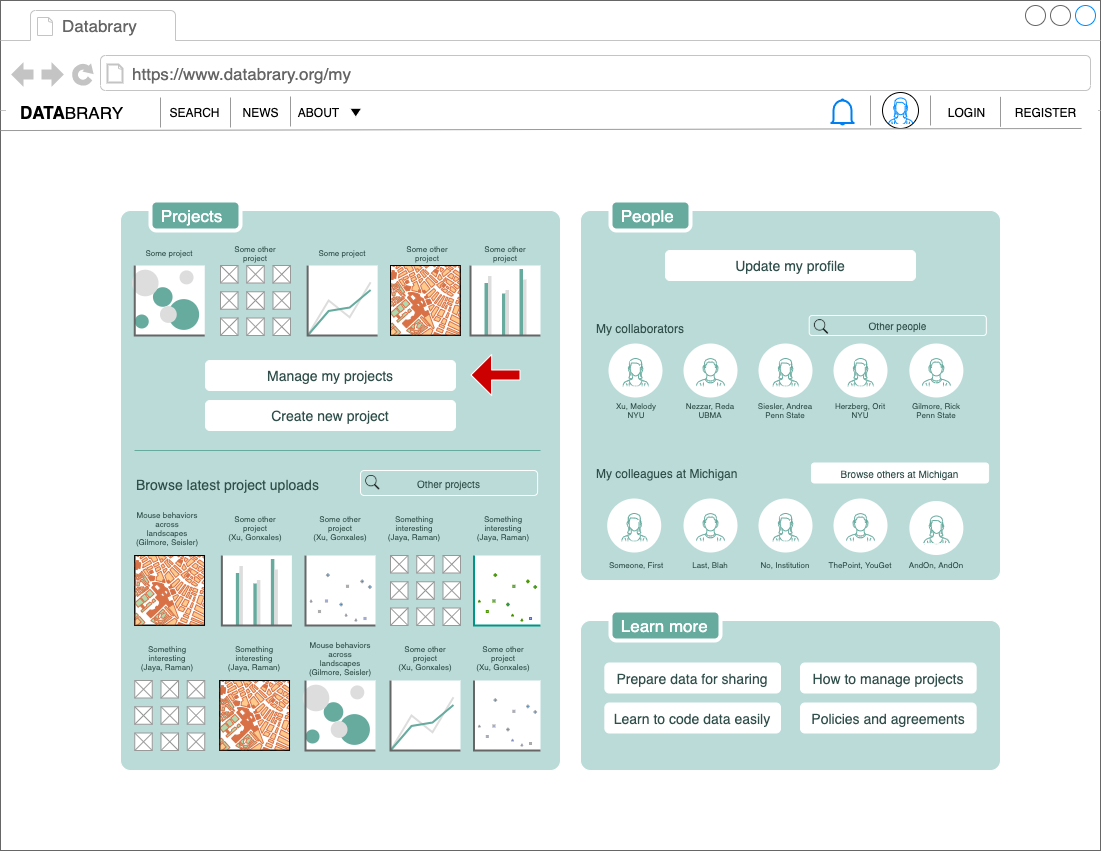 Databrary
https://www.databrary.org/my
DATABRARY
SEARCH
NEWS
ABOUT
LOGIN
REGISTER
Projects
Some project
Some other
project
Some project
Some other
project
Some other
project
Manage my projects
Create new project
Browse latest project uploads
Other projects
Mouse behaviors
across
landscapes
(Gilmore, Seisler)
Some other
project
(Xu, Gonxales)
Some other
project
(Xu, Gonxales)
Something
interesting
(Jaya, Raman)
Something
interesting
(Jaya, Raman)
Something
interesting
(Jaya, Raman)
Something
interesting
(Jaya, Raman)
Mouse behaviors
across
landscapes
(Gilmore, Seisler)
Some other
project
(Xu, Gonxales)
Some other
project
(Xu, Gonxales)
People
Update my profile
My collaborators
Other people
Xu, Melody
NYU
Nezzar, Reda
UBMA
Siesler, Andrea
Penn State
Herzberg, Orit
NYU
Gilmore, Rick
Penn State
My colleagues at Michigan
Browse others at Michigan
Someone, First
Last, Blah
No, Institution
ThePoint, YouGet
AndOn, AndOn
Learn more
Prepare data for sharing
How to manage projects
Learn to code data easily
Policies and agreements